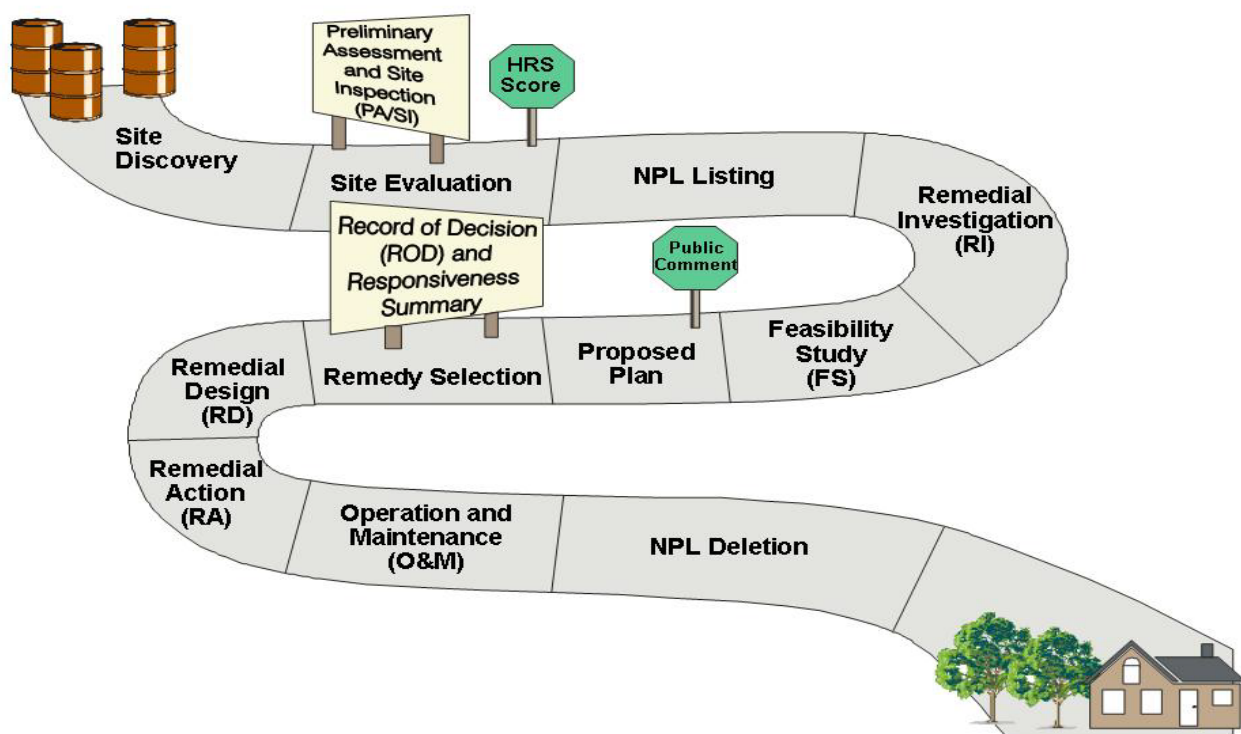 Preliminary
Assessment
and Site
Inspection
(PA/SI)
HRS
Score
Site
Discovery
Site Evaluation
NPL Listing
Remedial
Investigation
(RI)
Record of Decision
(ROD) and
Responsiveness
Summary
Public
Comment
Feasibility
Study
(FS)
Proposed
Plan
Remedy Selection
Remedial
Design
(RD)
Remedial
Action
(RA)
Operation and
Maintenance
(O&M)
NPL Deletion